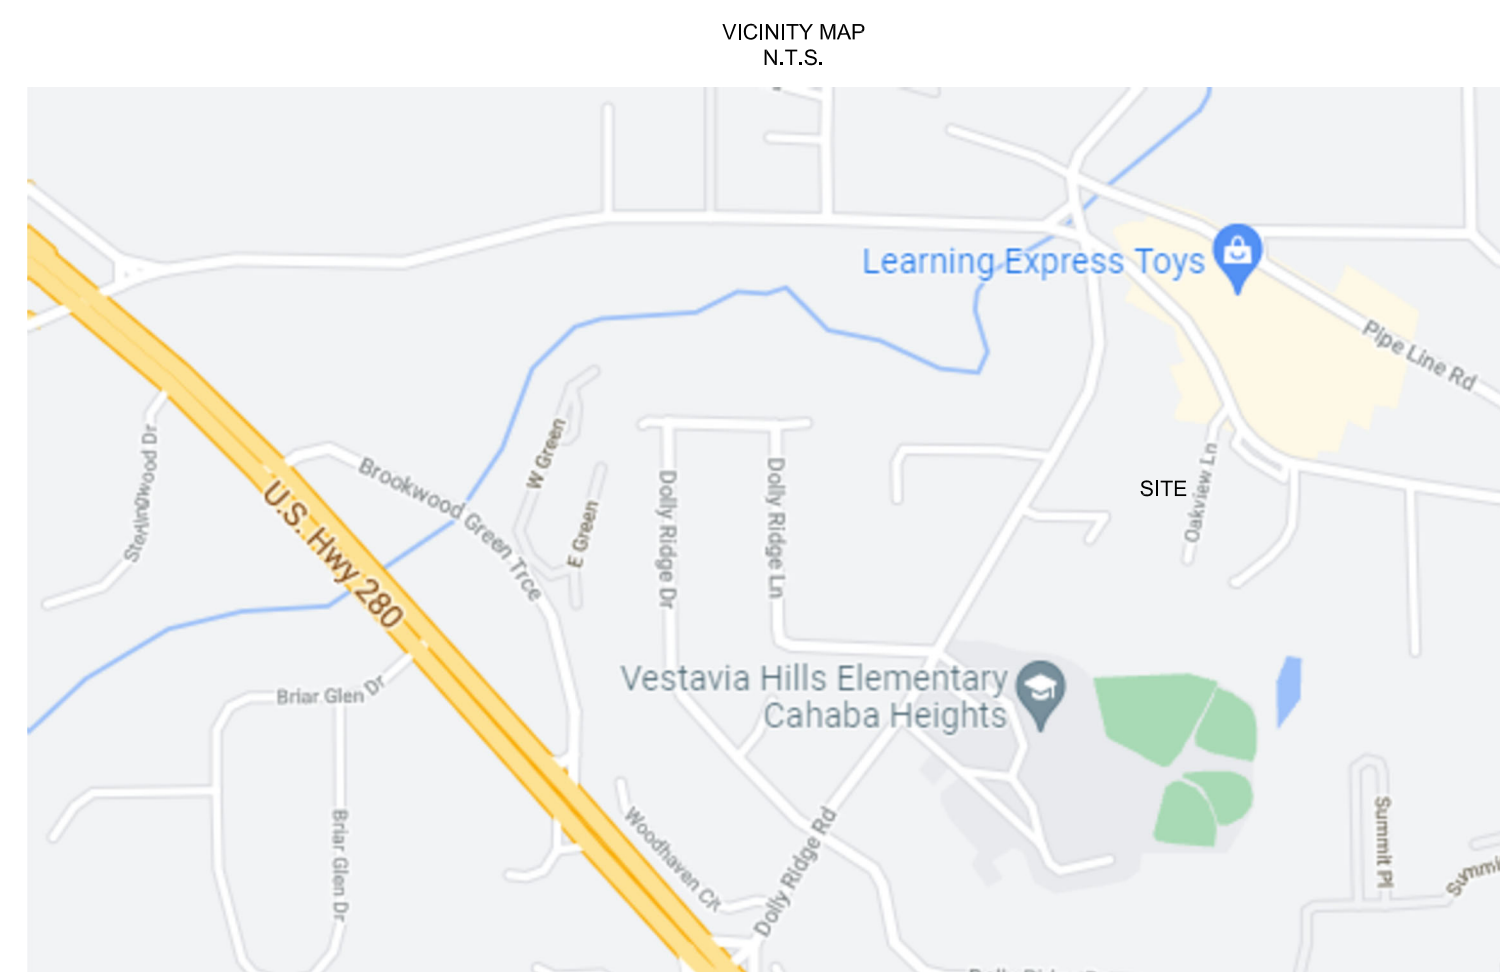 VICINITY MAP
N.T.S.
Learning Express Toys
Pipe Line Rd
W Green
E Green
Sterlingwood Dr
Brookwood Green Trce
U.S. Hwy 280
Dolly Ridge Dr
Dolly Ridge Ln
SITE
Oakview Ln
Vestavia Hills Elementary
Cahaba Heights
Briar Glen Dr
Briar Glen Dr
Woodhaven Cir
Dolly Ridge Rd
Summit Pl